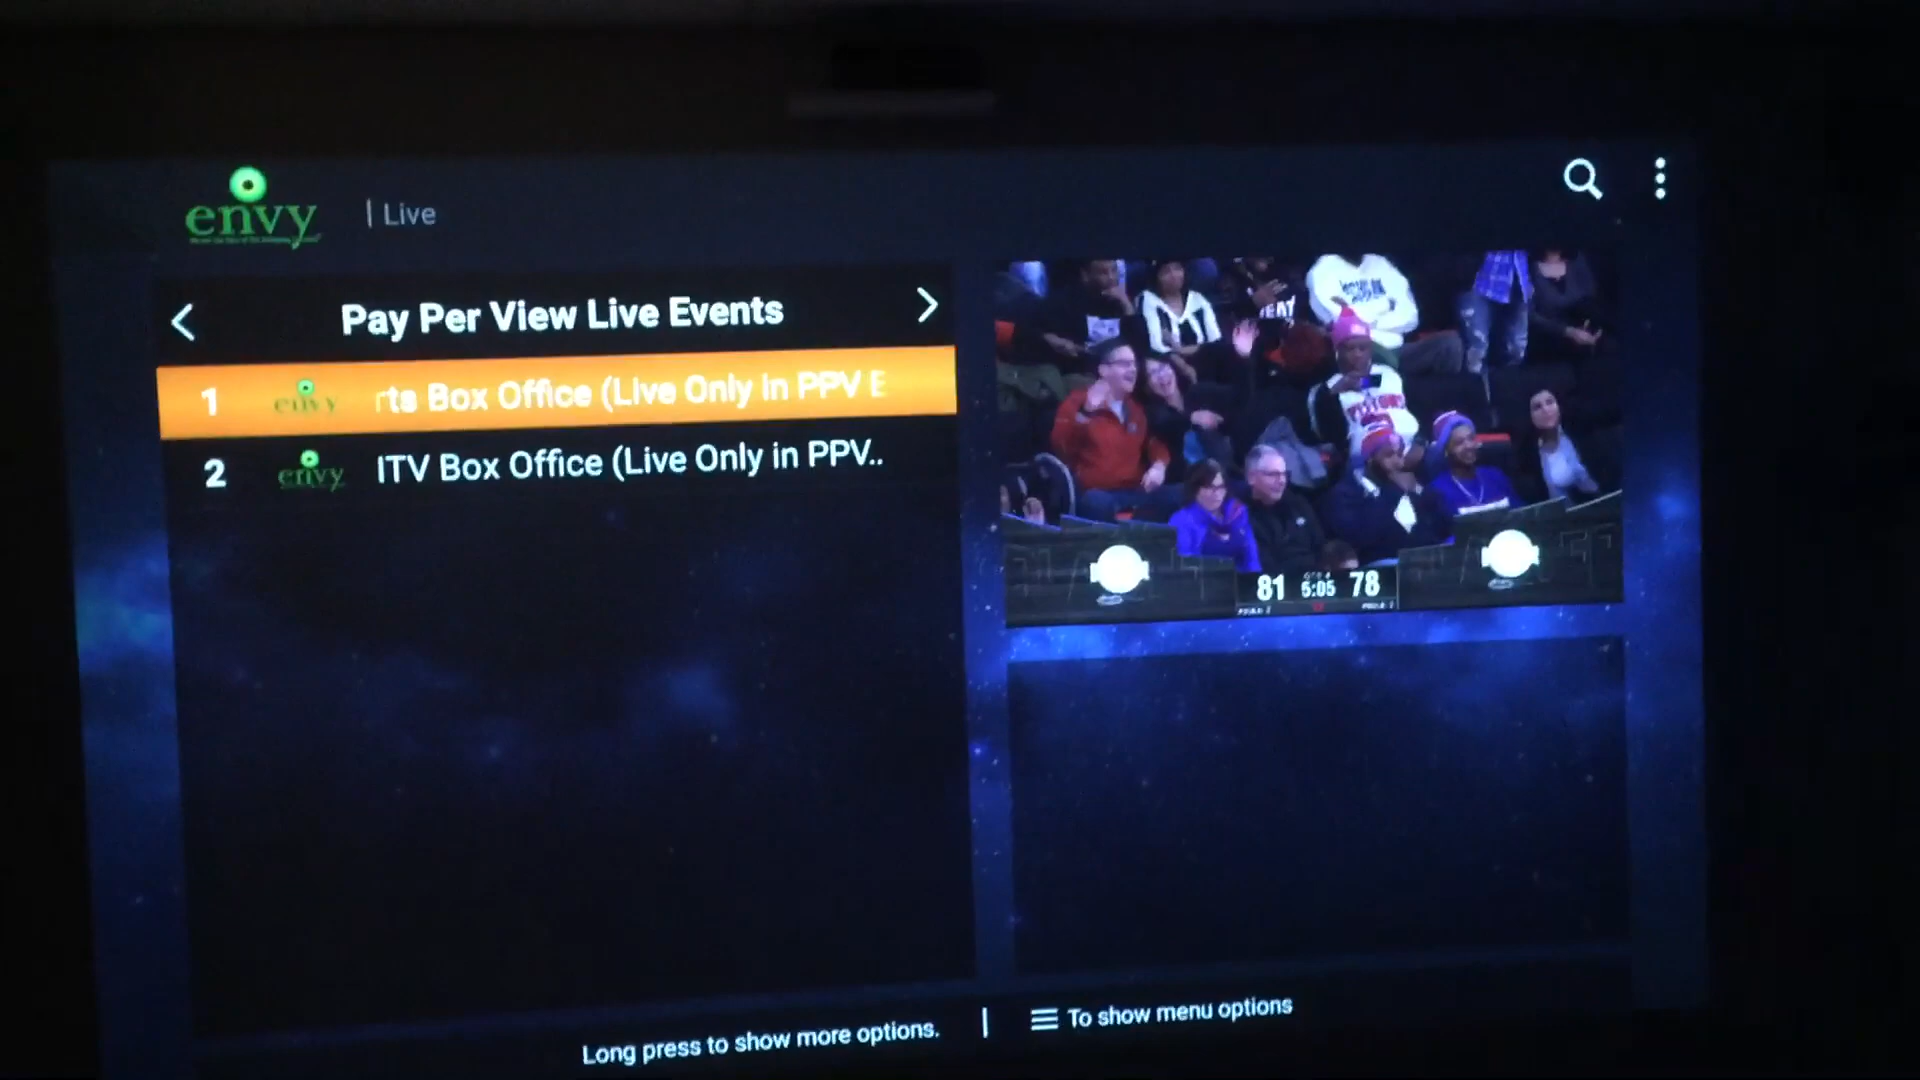 envy
| Live
Pay Per View Live Events
1 envy rts Box Office (Live Only in PPV E
2 envy ITV Box Office (Live Only in PPV..
81 5:05 78
Long press to show more options. | To show menu options